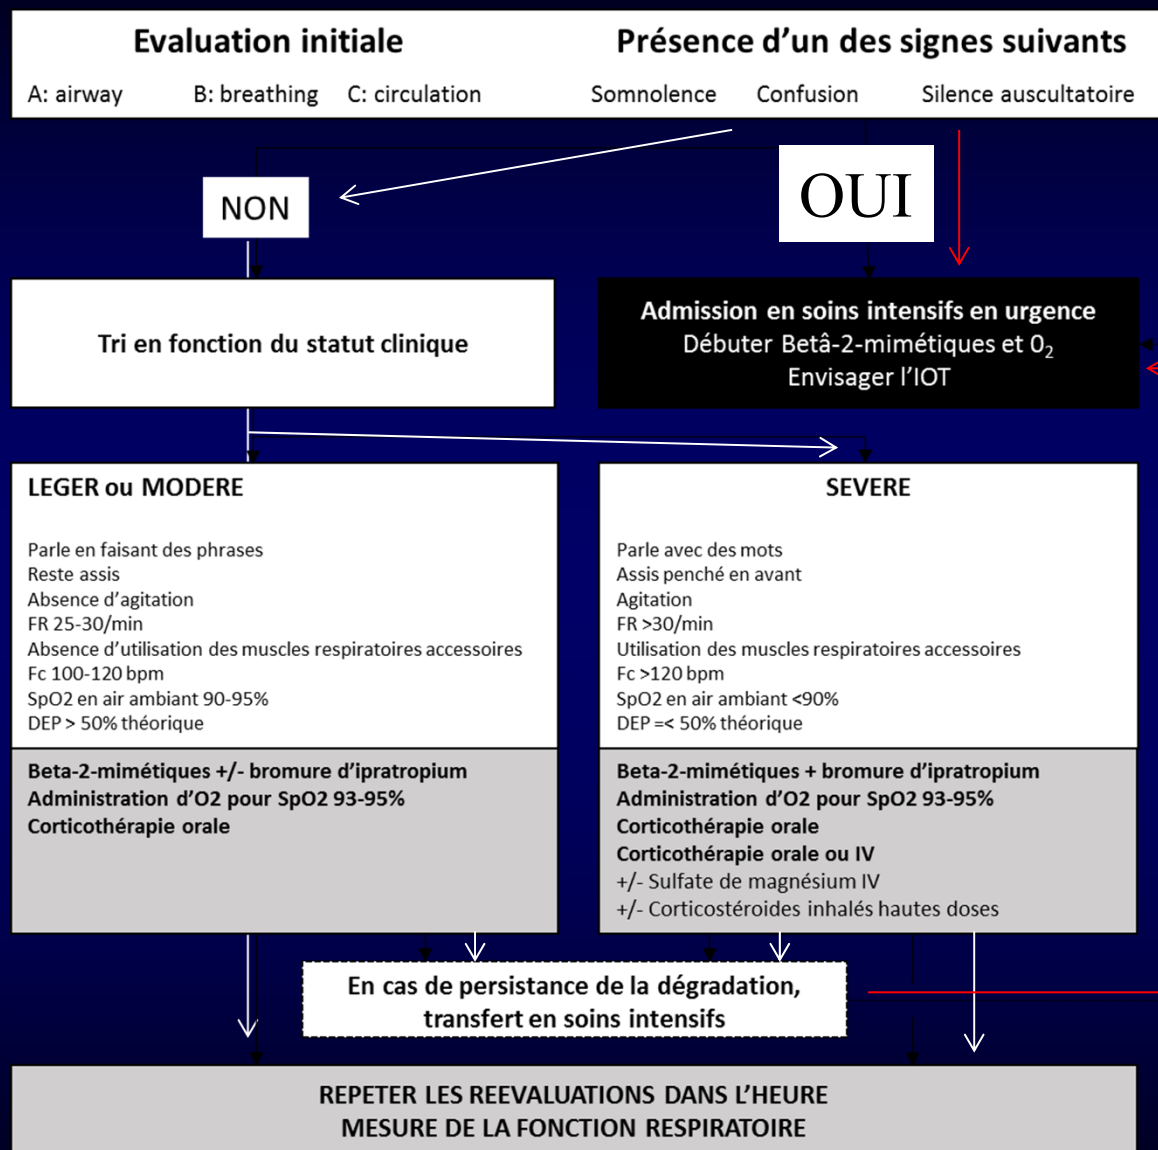 Evaluation initiale
A: airway B: breathing C: circulation
Présence d’un des signes suivants
Somnolence Confusion Silence auscultatoire
NON
OUI
Tri en fonction du statut clinique
Admission en soins intensifs en urgence
Débuter Betâ-2-mimétiques et 0₂
Envisager l’IOT
LEGER ou MODERE
Parle en faisant des phrases
Reste assis
Absence d’agitation
FR 25-30/min
Absence d’utilisation des muscles respiratoires accessoires
Fc 100-120 bpm
SpO2 en air ambiant 90-95%
DEP > 50% théorique
Beta-2-mimétiques +/- bromure d’ipratropium
Administration d’O2 pour SpO2 93-95%
Corticothérapie orale
SEVERE
Parle avec des mots
Assis penché en avant
Agitation
FR >30/min
Utilisation des muscles respiratoires accessoires
Fc >120 bpm
SpO2 en air ambiant <90%
DEP =< 50% théorique
Beta-2-mimétiques + bromure d’ipratropium
Administration d’O2 pour SpO2 93-95%
Corticothérapie orale
Corticothérapie orale ou IV
+/- Sulfate de magnésium IV
+/- Corticostéroides inhalés hautes doses
En cas de persistance de la dégradation,
transfert en soins intensifs
REPETER LES REEVALUATIONS DANS L’HEURE
MESURE DE LA FONCTION RESPIRATOIRE